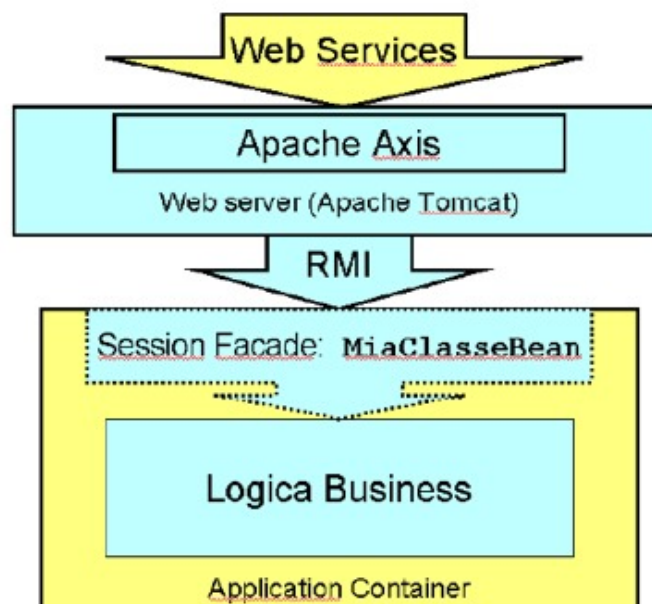 Web Services
Apache Axis
Web server (Apache Tomcat)
RMI
Session Facade: MiaClasseBean
Logica Business
Application Container